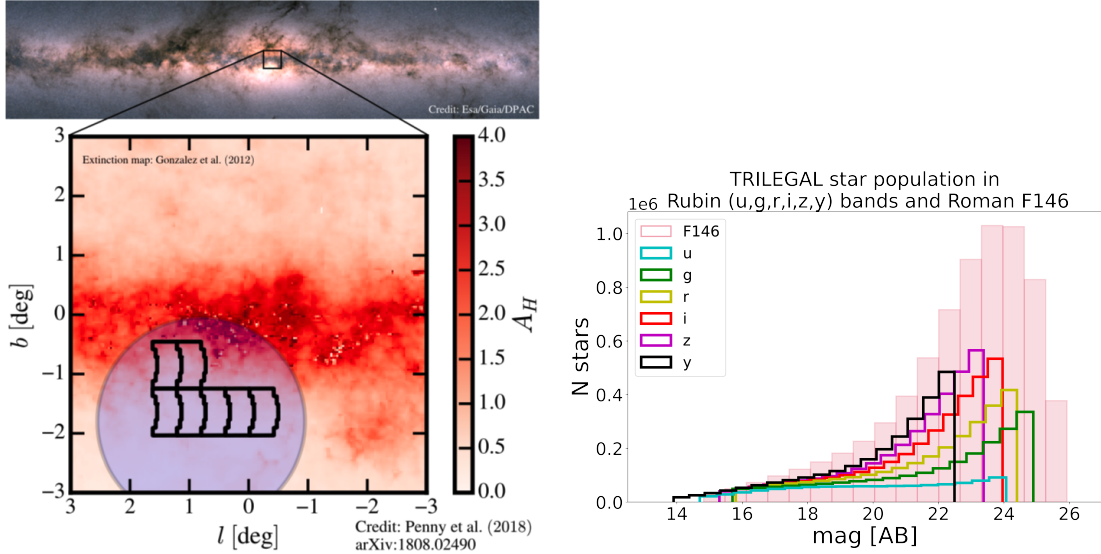 Credit: Esa/Gaia/DPAC
Extinction map: Gonzalez et al. (2012)
3
2
1
0
−1
−2
−3
b [deg]
2
1
0
−1
−2
−3
l [deg]
4.0
3.5
3.0
2.5
2.0
1.5
1.0
0.5
0.0
A_H
Credit: Penny et al. (2018)
arXiv:1808.02490
TRILEGAL star population in
Rubin (u,g,r,i,z,y) bands and Roman F146
1e6
F146
u
g
r
i
z
y
1.0
0.8
0.6
0.4
0.2
0.0
N stars
14
16
18
20
22
24
26
mag [AB]